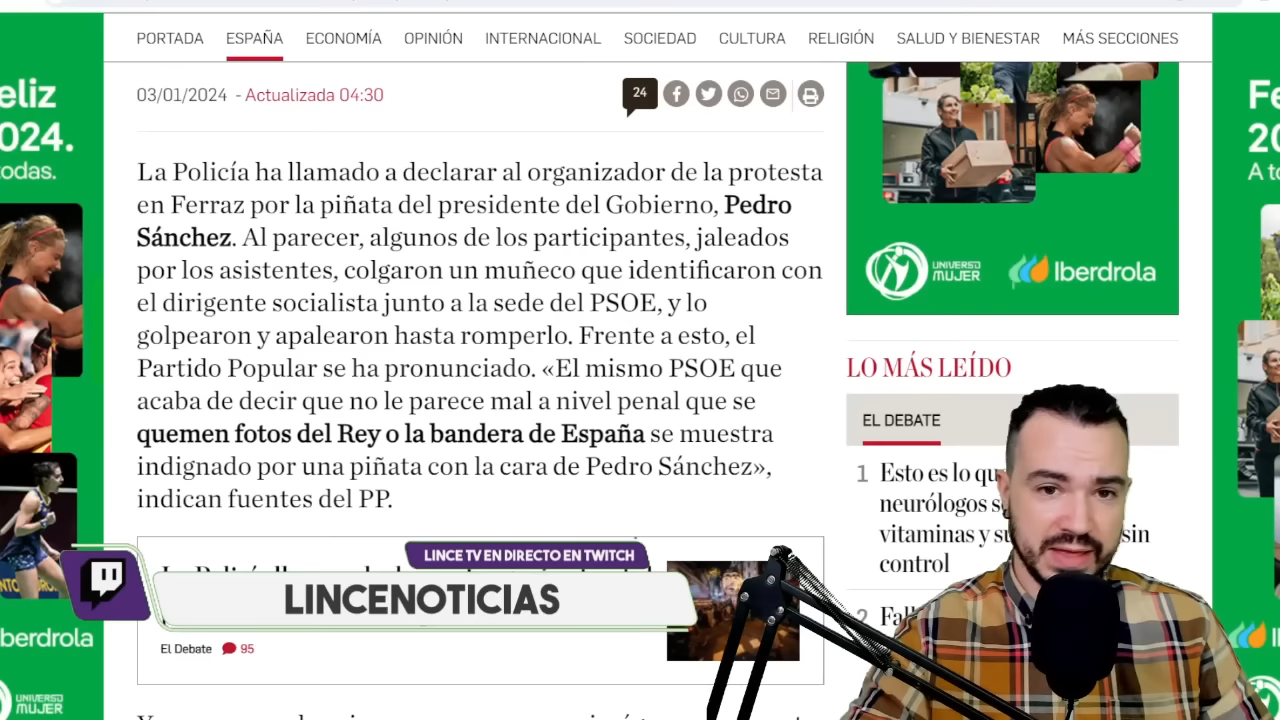 PORTADA ESPAÑA ECONOMÍA OPINIÓN INTERNACIONAL SOCIEDAD CULTURA RELIGIÓN SALUD Y BIENESTAR MÁS SECCIONES
eliz
024.
todas.
03/01/2024 - Actualizada 04:30
24
La Policía ha llamado a declarar al organizador de la protesta
en Ferraz por la piñata del presidente del Gobierno, Pedro
Sánchez. Al parecer, algunos de los participantes, jaleados
por los asistentes, colgaron un muñeco que identificaron con
el dirigente socialista junto a la sede del PSOE, y lo
golpearon y apalearon hasta romperlo. Frente a esto, el
Partido Popular se ha pronunciado. «El mismo PSOE que
acaba de decir que no le parece mal a nivel penal que se
quemen fotos del Rey o la bandera de España se muestra
indignado por una piñata con la cara de Pedro Sánchez»,
indican fuentes del PP.
LINCE TV EN DIRECTO EN TWITCH
LINCENOTICIAS
El Debate 95
UNIVERSO
MUJER
Iberdrola
LO MÁS LEÍDO
EL DEBATE
1 Esto es lo qu
neurólogos s
vitaminas y su sin
control
2 Fal
berdrola
UNIVERSO
MUJER
Fe
20
A to